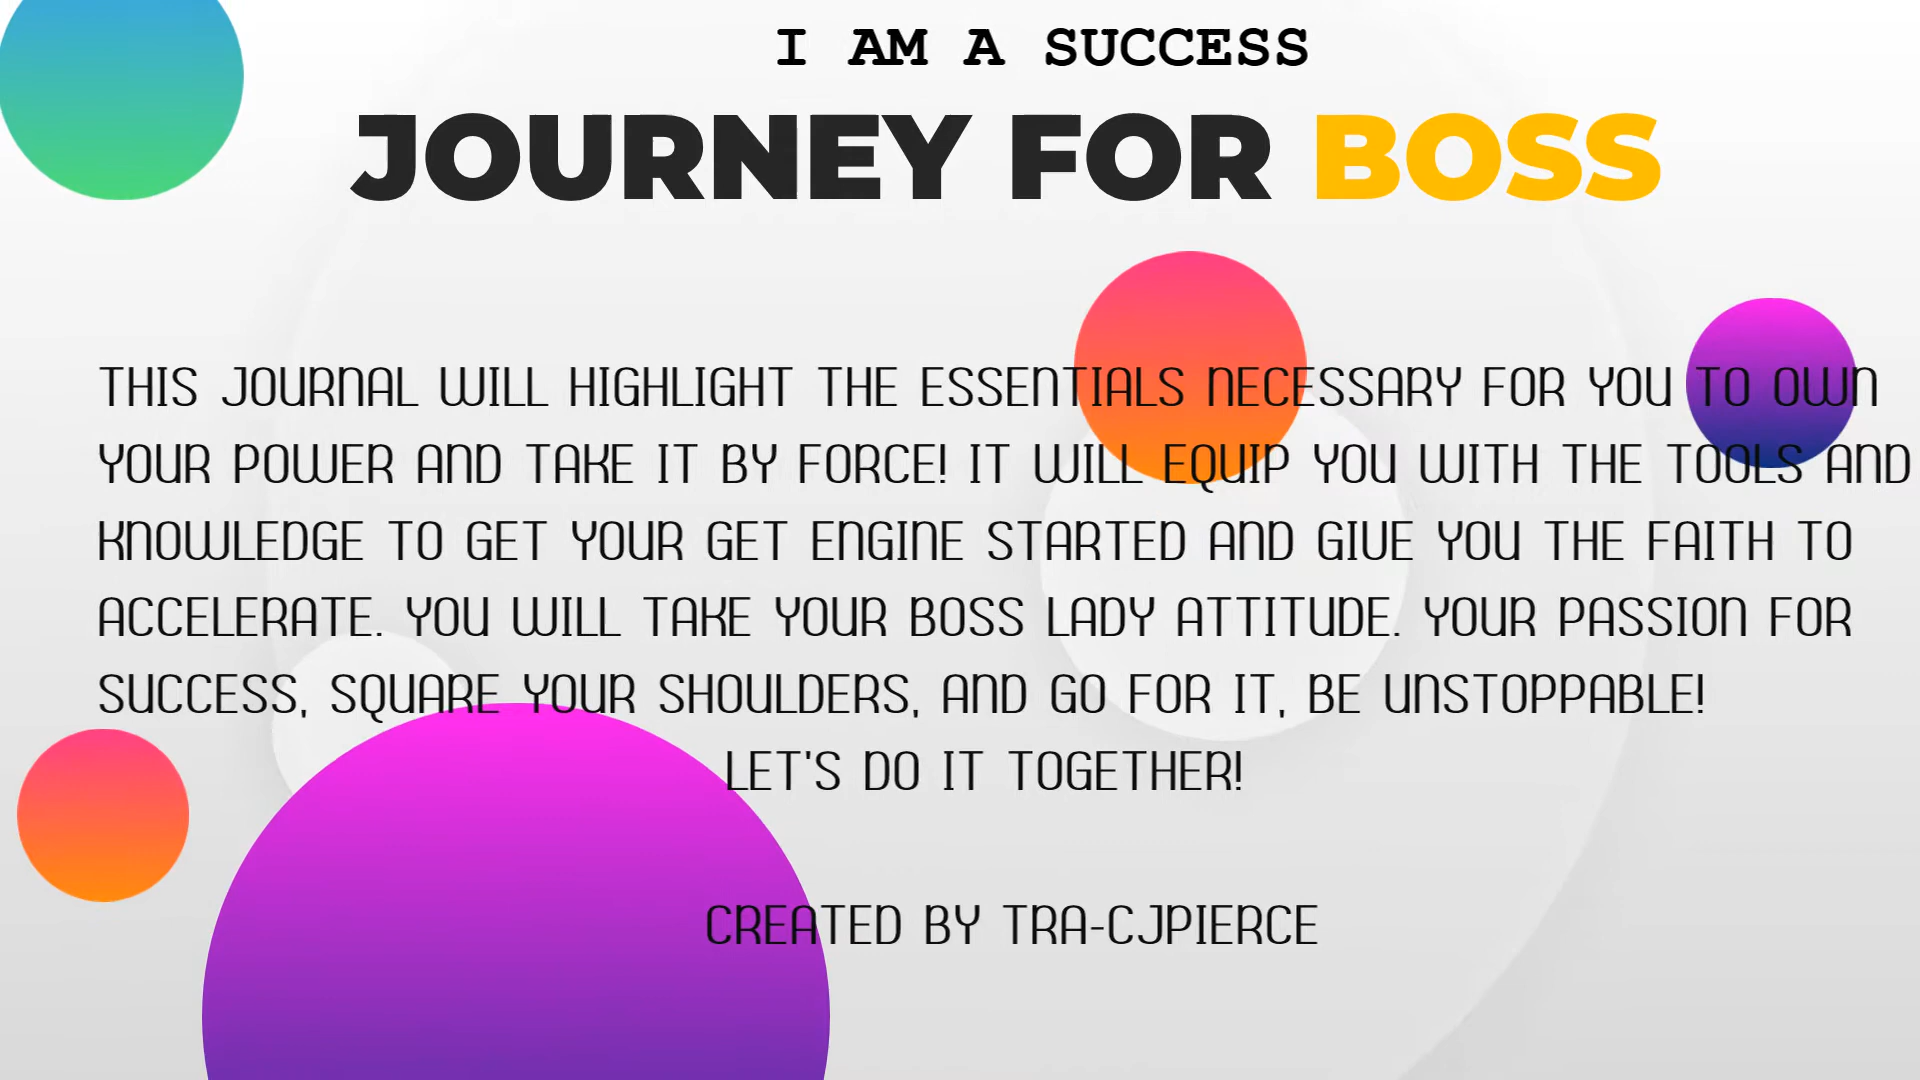 I AM A SUCCESS
JOURNEY FOR BOSS
THIS JOURNAL WILL HIGHLIGHT THE ESSENTIALS NECESSARY FOR YOU TO OWN
YOUR POWER AND TAKE IT BY FORCE! IT WILL EQUIP YOU WITH THE TOOLS AND
KNOWLEDGE TO GET YOUR GET ENGINE STARTED AND GIVE YOU THE FAITH TO
ACCELERATE. YOU WILL TAKE YOUR BOSS LADY ATTITUDE. YOUR PASSION FOR
SUCCESS, SQUARE YOUR SHOULDERS, AND GO FOR IT, BE UNSTOPPABLE!
LET'S DO IT TOGETHER!
CREATED BY TRA-CJPIERCE